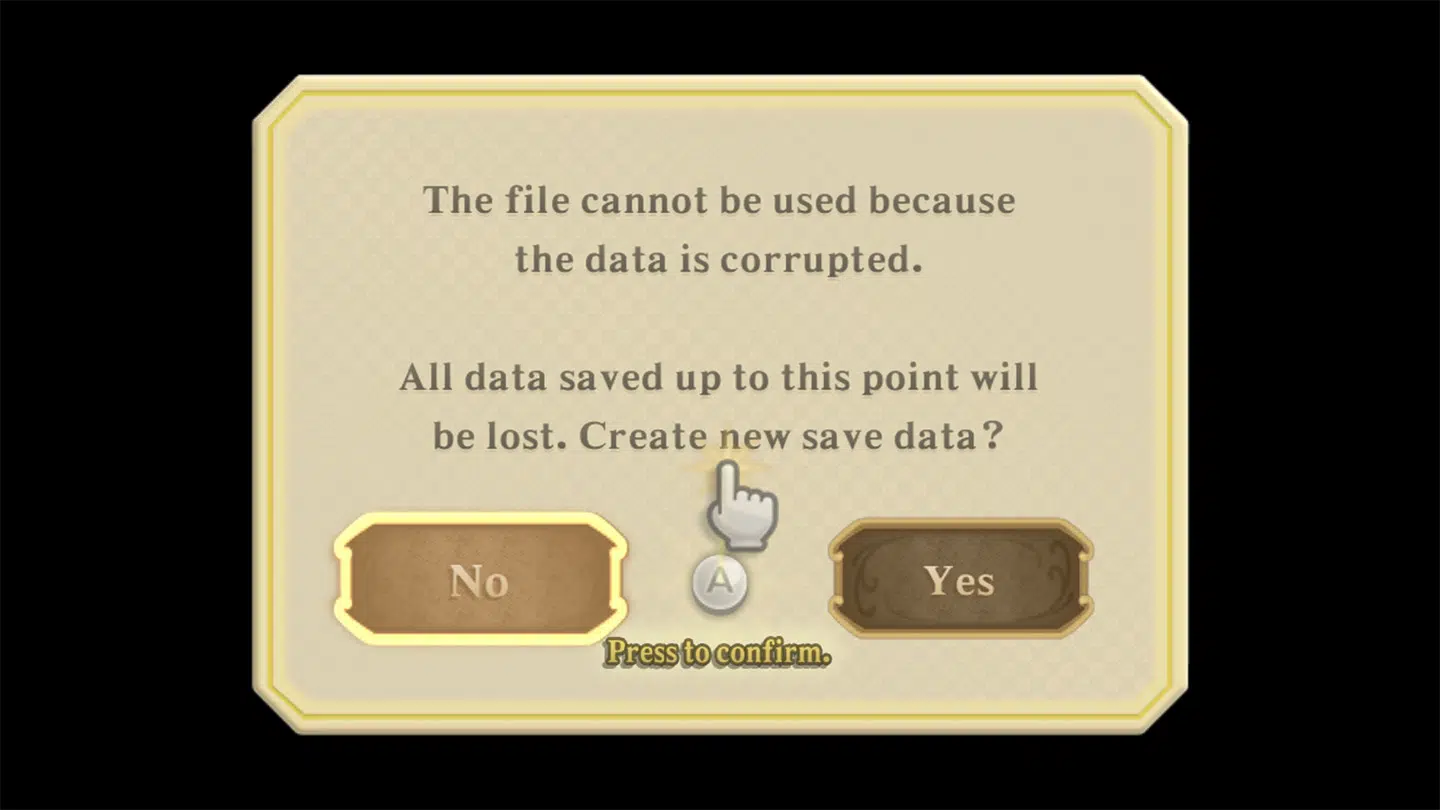 The file cannot be used because
the data is corrupted.
All data saved up to this point will
be lost. Create new save data?
No
A
Yes
Press to confirm.